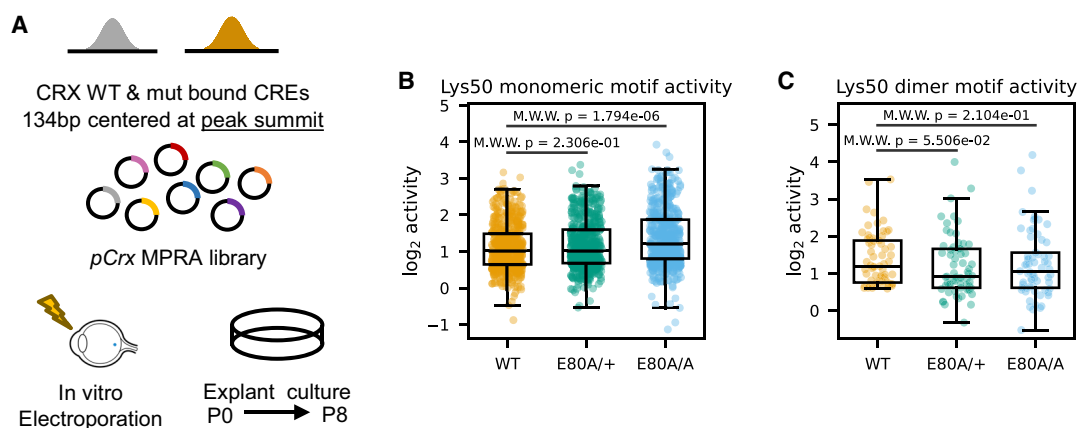 A
CRX WT & mut bound CREs
134bp centered at peak summit
pCrx MPRA library
In vitro
Electroporation
Explant culture
P0 P8
B
Lys50 monomeric motif activity
M.W.W. p = 1.794e-06
M.W.W. p = 2.306e-01
log2 activity
5
4
3
2
1
0
−1
WT E80A/+ E80A/A
C
Lys50 dimer motif activity
M.W.W. p = 2.104e-01
M.W.W. p = 5.506e-02
log2 activity
5
4
3
2
1
0
WT E80A/+ E80A/A